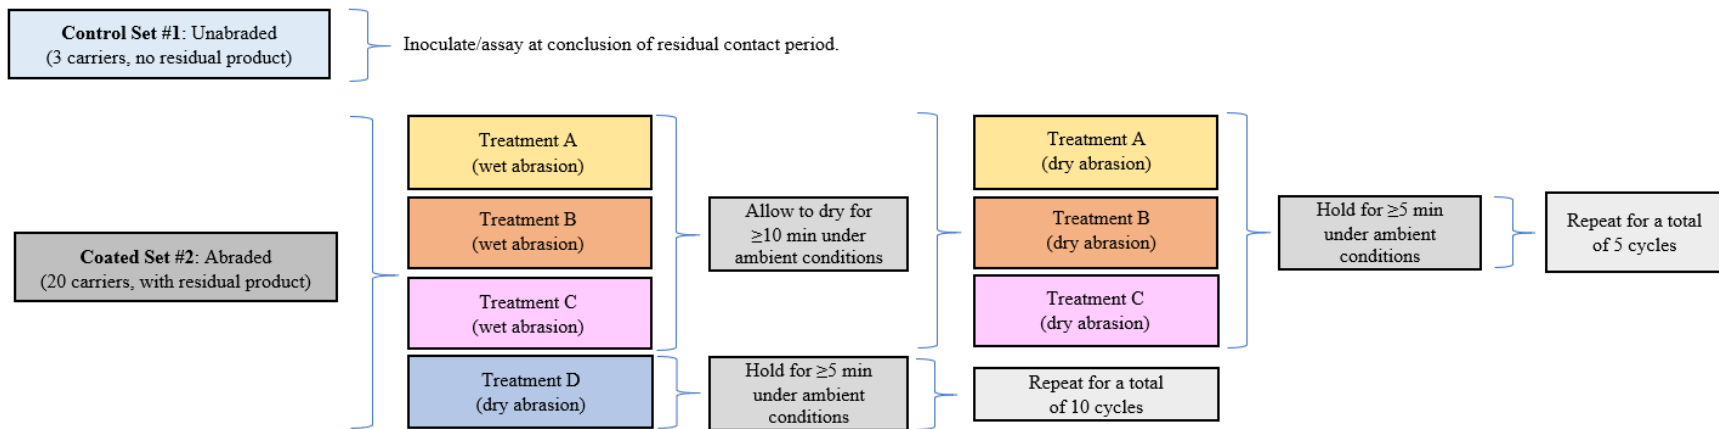 Control Set #1: Unabraded
(3 carriers, no residual product)
Inoculate/assay at conclusion of residual contact period.
Coated Set #2: Abraded
(20 carriers, with residual product)
Treatment A
(wet abrasion)
Treatment B
(wet abrasion)
Treatment C
(wet abrasion)
Allow to dry for
≥10 min under
ambient conditions
Treatment A
(dry abrasion)
Treatment B
(dry abrasion)
Treatment C
(dry abrasion)
Hold for ≥5 min
under ambient
conditions
Repeat for a total
of 5 cycles
Treatment D
(dry abrasion)
Hold for ≥5 min
under ambient
conditions
Repeat for a total
of 10 cycles